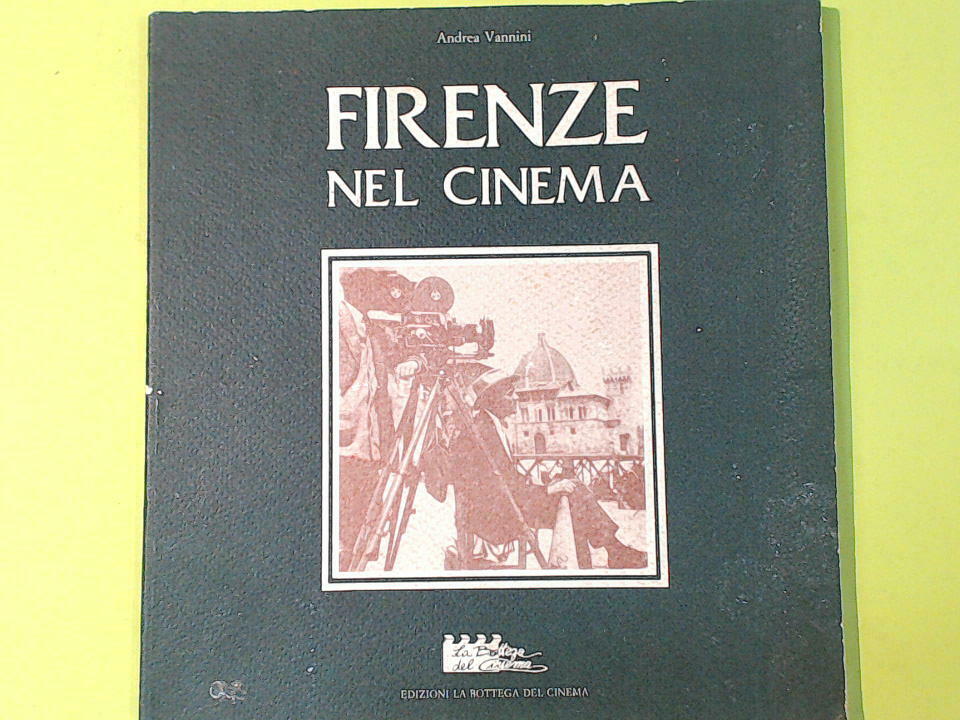 Andrea Vannini
FIRENZE
NEL CINEMA
La Bottega
del Cinema
EDIZIONI LA BOTTEGA DEL CINEMA